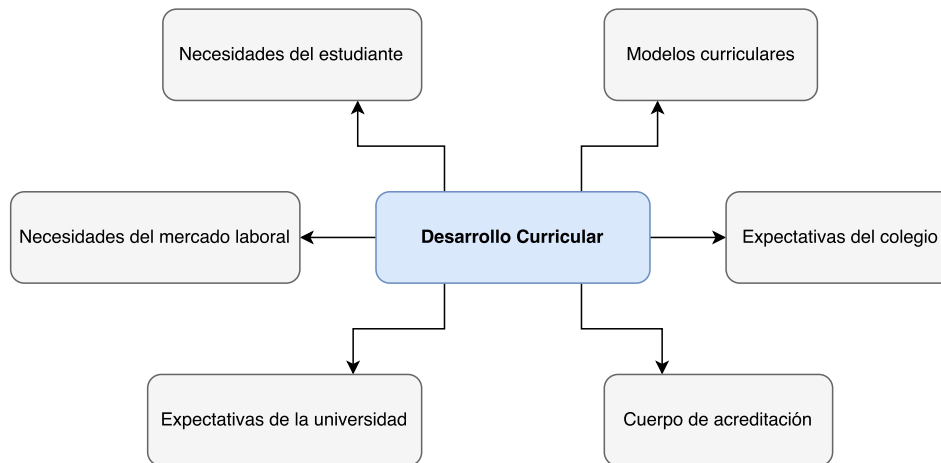 Necesidades del estudiante
Modelos curriculares
Necesidades del mercado laboral
Desarrollo Curricular
Expectativas del colegio
Expectativas de la universidad
Cuerpo de acreditación